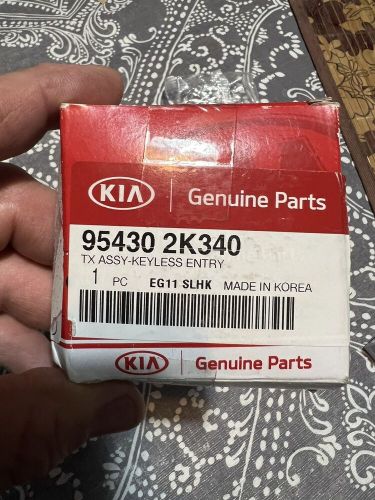 KIA Genuine Parts
95430 2K340
TX ASSY-KEYLESS ENTRY
1 PC EG11 SLHK MADE IN KOREA
KIA Genuine Parts